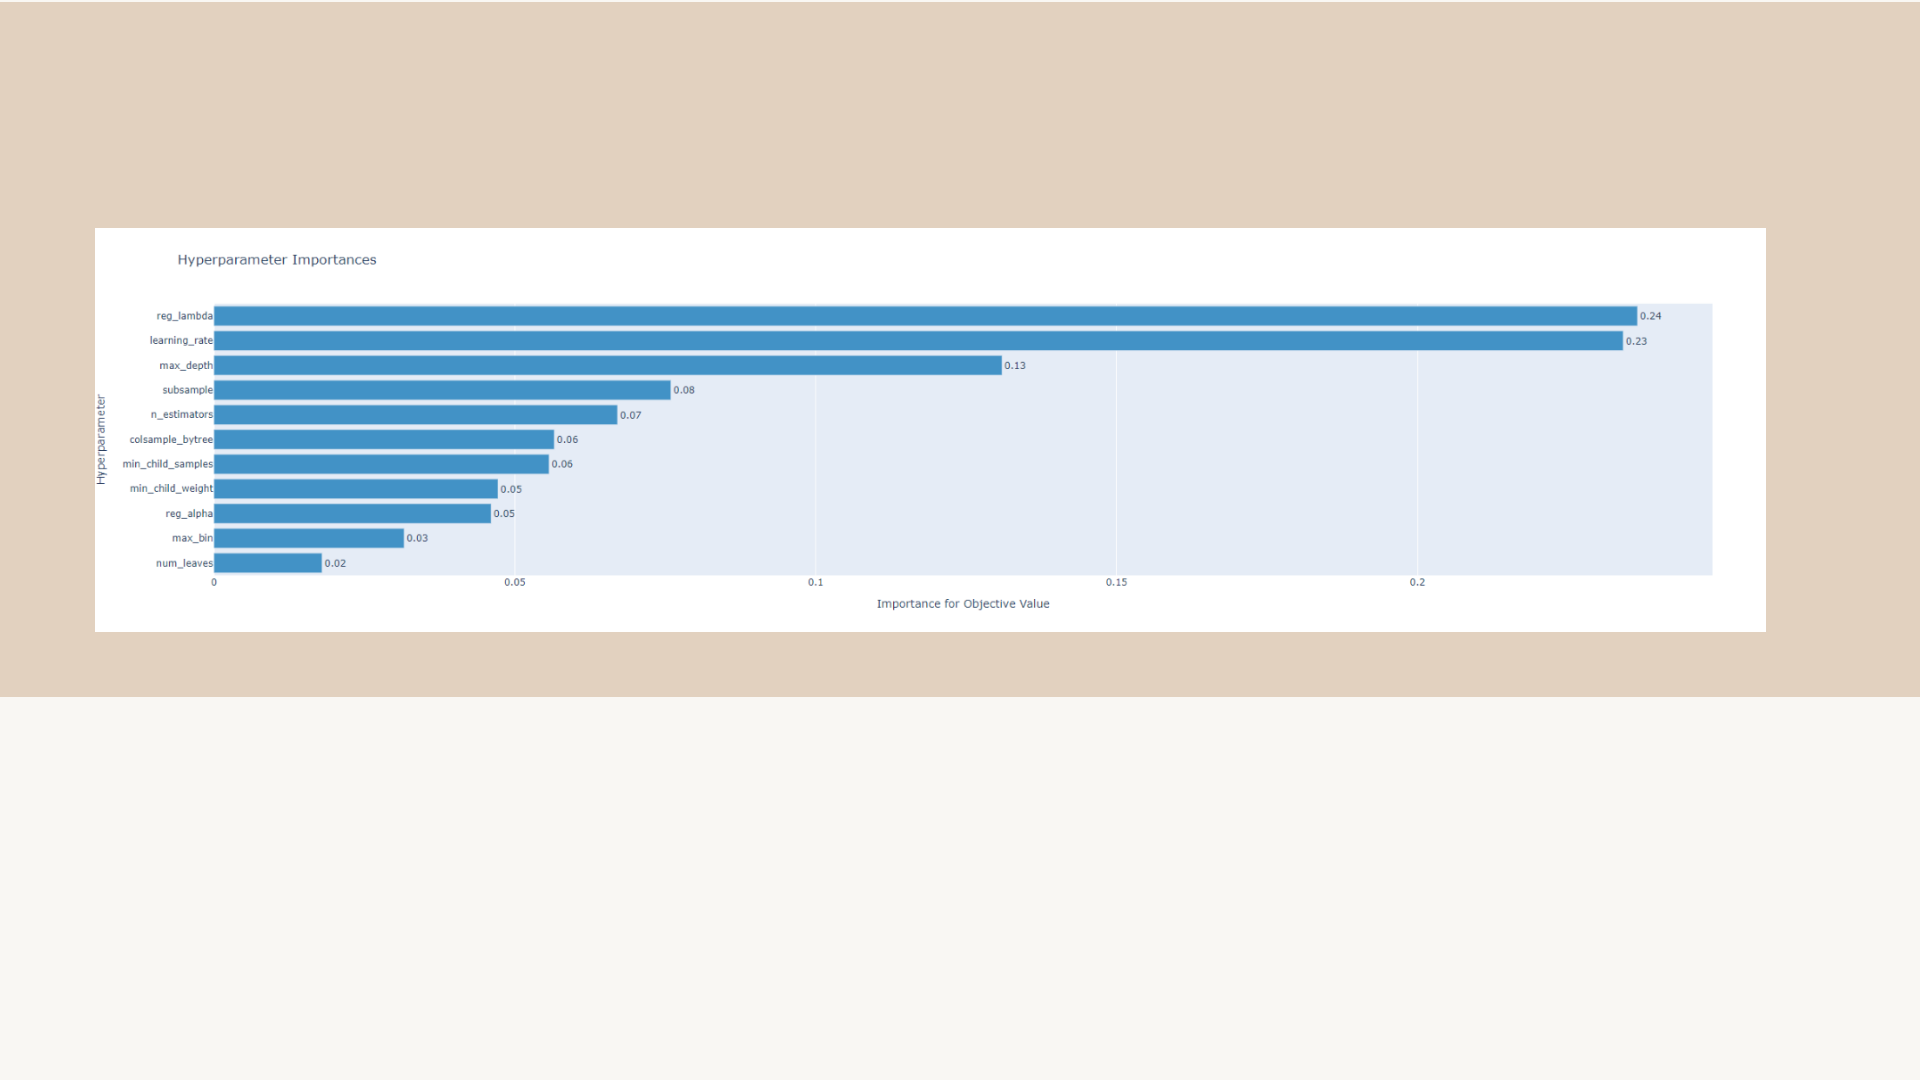 Hyperparameter Importances
Hyperparameter
reg_lambda 0.24
learning_rate 0.23
max_depth 0.13
subsample 0.08
n_estimators 0.07
colsample_bytree 0.06
min_child_samples 0.06
min_child_weight 0.05
reg_alpha 0.05
max_bin 0.03
num_leaves 0.02
0 0.05 0.1 0.15 0.2
Importance for Objective Value